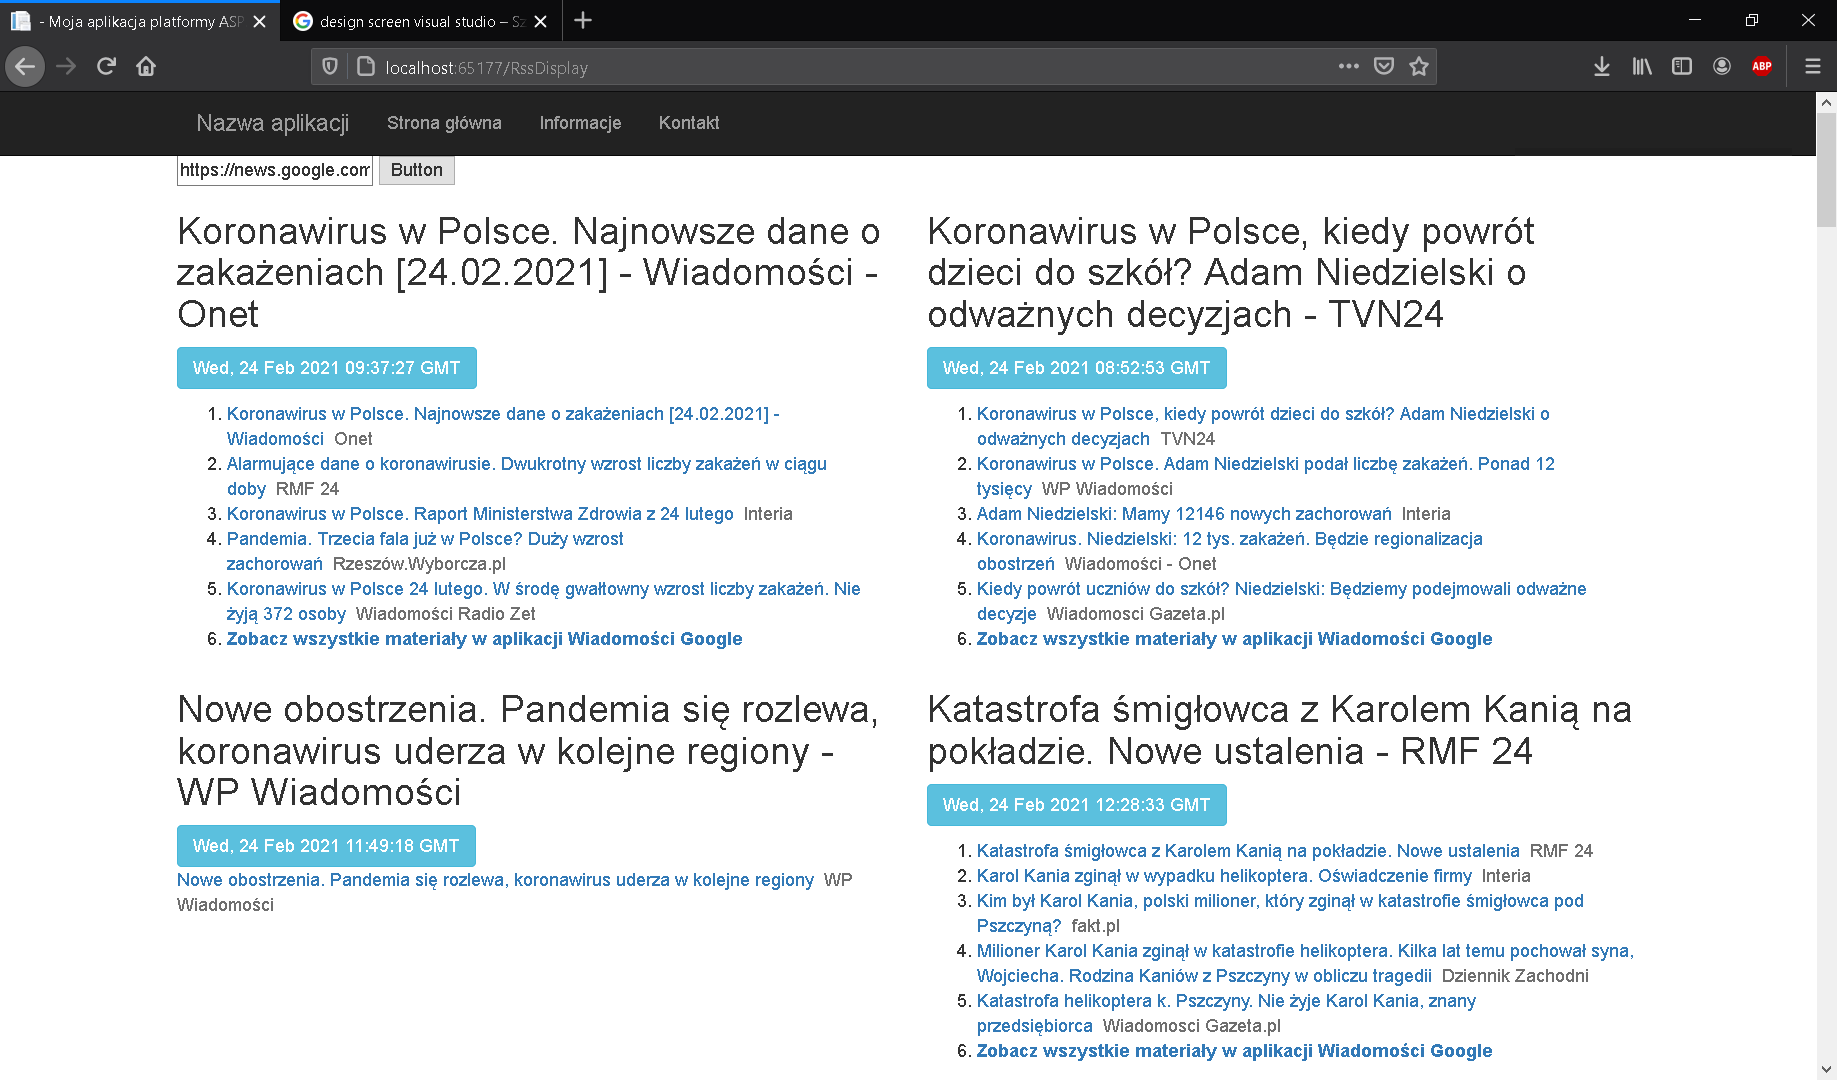 - Moja aplikacja platformy ASP
design screen visual studio – Sz
localhost:65177/RssDisplay
ABP
Nazwa aplikacji
Strona główna
Informacje
Kontakt
https://news.google.com
Button
Koronawirus w Polsce. Najnowsze dane o
zakażeniach [24.02.2021] - Wiadomości -
Onet
Wed, 24 Feb 2021 09:37:27 GMT
1. Koronawirus w Polsce. Najnowsze dane o zakażeniach [24.02.2021] -
Wiadomości Onet
2. Alarmujące dane o koronawirusie. Dwukrotny wzrost liczby zakażeń w ciągu
doby RMF 24
3. Koronawirus w Polsce. Raport Ministerstwa Zdrowia z 24 lutego Interia
4. Pandemia. Trzecia fala już w Polsce? Duży wzrost
zachorowań Rzeszów.Wyborcza.pl
5. Koronawirus w Polsce 24 lutego. W środę gwałtowny wzrost liczby zakażeń. Nie
żyją 372 osoby Wiadomości Radio Zet
6. Zobacz wszystkie materiały w aplikacji Wiadomości Google
Koronawirus w Polsce, kiedy powrót
dzieci do szkół? Adam Niedzielski o
odważnych decyzjach - TVN24
Wed, 24 Feb 2021 08:52:53 GMT
1. Koronawirus w Polsce, kiedy powrót dzieci do szkół? Adam Niedzielski o
odważnych decyzjach TVN24
2. Koronawirus w Polsce. Adam Niedzielski podał liczbę zakażeń. Ponad 12
tysięcy WP Wiadomości
3. Adam Niedzielski: Mamy 12146 nowych zachorowań Interia
4. Koronawirus. Niedzielski: 12 tys. zakażeń. Będzie regionalizacja
obostrzeń Wiadomości - Onet
5. Kiedy powrót uczniów do szkół? Niedzielski: Będziemy podejmowali odważne
decyzje Wiadomosci Gazeta.pl
6. Zobacz wszystkie materiały w aplikacji Wiadomości Google
Nowe obostrzenia. Pandemia się rozlewa,
koronawirus uderza w kolejne regiony -
WP Wiadomości
Wed, 24 Feb 2021 11:49:18 GMT
Nowe obostrzenia. Pandemia się rozlewa, koronawirus uderza w kolejne regiony WP
Wiadomości
Katastrofa śmigłowca z Karolem Kanią na
pokładzie. Nowe ustalenia - RMF 24
Wed, 24 Feb 2021 12:28:33 GMT
1. Katastrofa śmigłowca z Karolem Kanią na pokładzie. Nowe ustalenia RMF 24
2. Karol Kania zginął w wypadku helikoptera. Oświadczenie firmy Interia
3. Kim był Karol Kania, polski milioner, który zginął w katastrofie śmigłowca pod
Pszczyną? fakt.pl
4. Milioner Karol Kania zginął w katastrofie helikoptera. Kilka lat temu pochował syna,
Wojciecha. Rodzina Kaniów z Pszczyny w obliczu tragedii Dziennik Zachodni
5. Katastrofa helikoptera k. Pszczyny. Nie żyje Karol Kania, znany
przedsiębiorca Wiadomosci Gazeta.pl
6. Zobacz wszystkie materiały w aplikacji Wiadomości Google